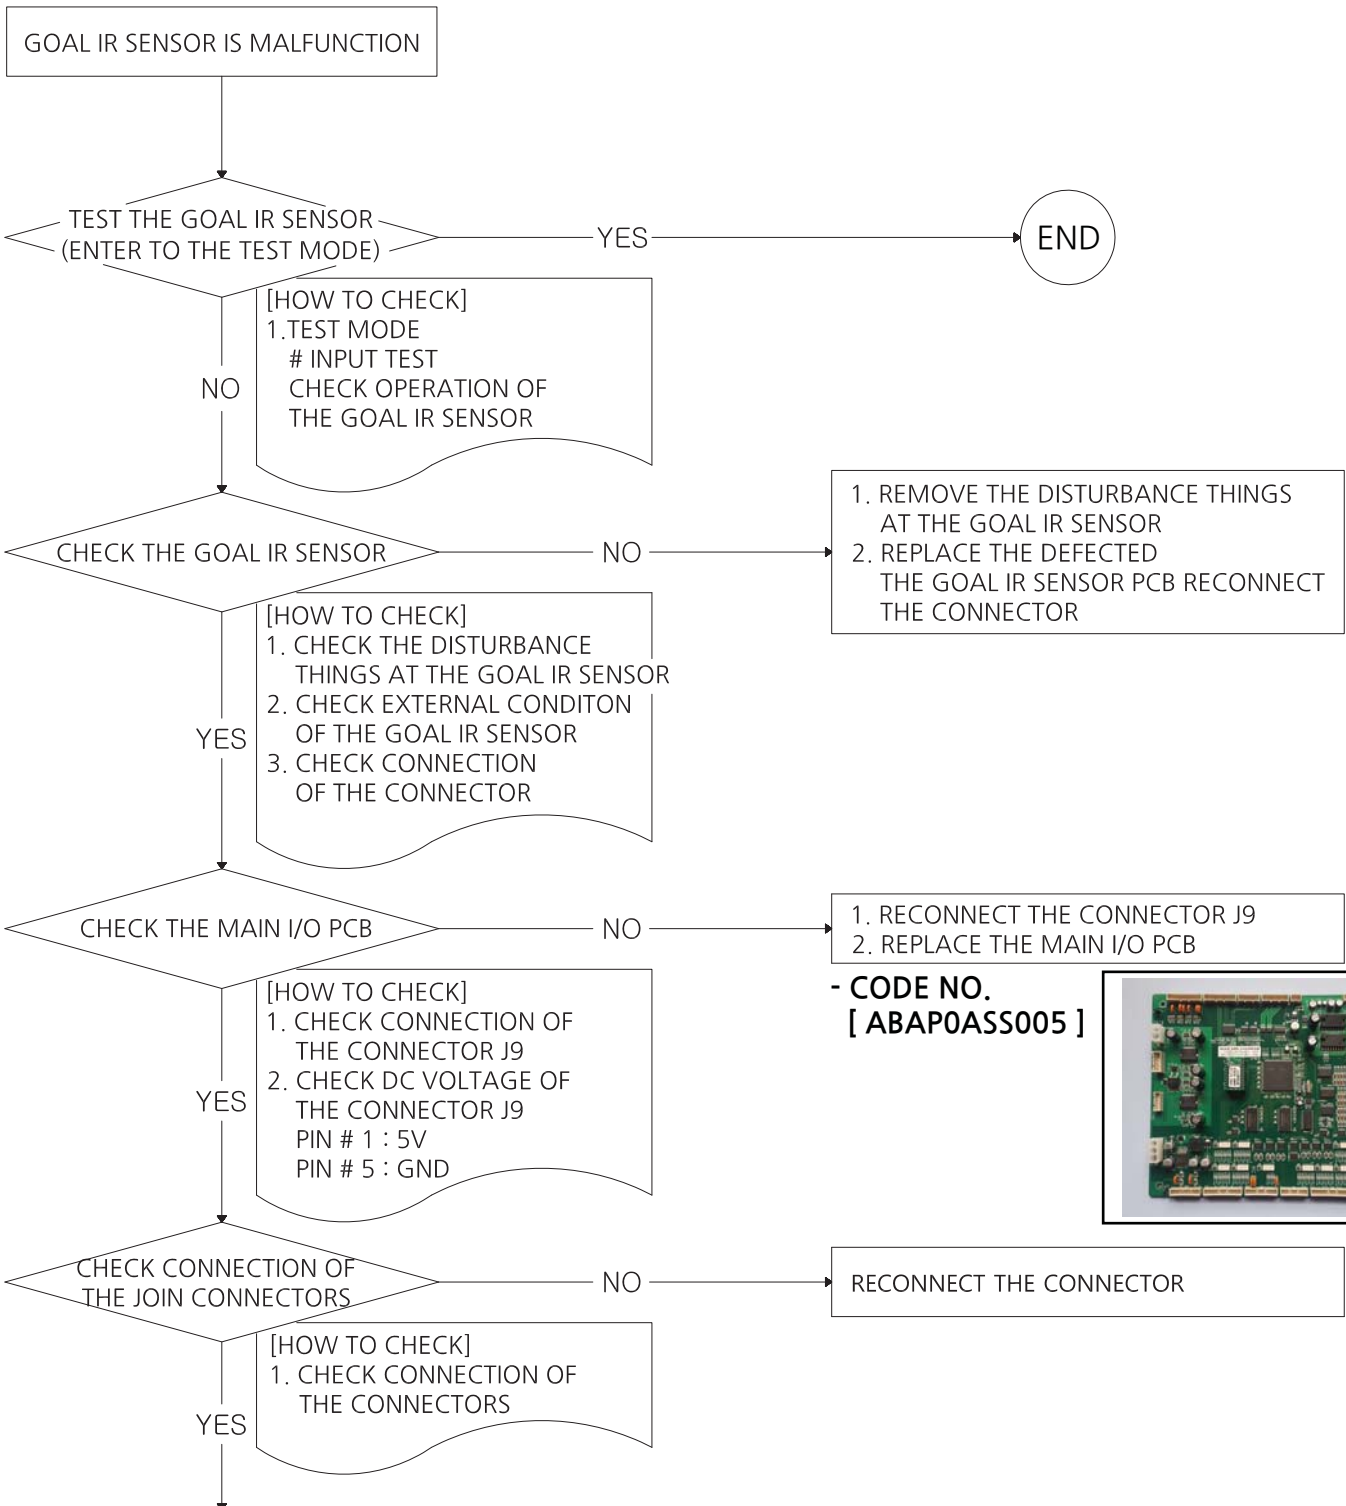 GOAL IR SENSOR IS MALFUNCTION
TEST THE GOAL IR SENSOR
(ENTER TO THE TEST MODE)
YES
END
[HOW TO CHECK]
1.TEST MODE
# INPUT TEST
CHECK OPERATION OF
THE GOAL IR SENSOR
NO
CHECK THE GOAL IR SENSOR
NO
1. REMOVE THE DISTURBANCE THINGS
AT THE GOAL IR SENSOR
2. REPLACE THE DEFECTED
THE GOAL IR SENSOR PCB RECONNECT
THE CONNECTOR
[HOW TO CHECK]
1. CHECK THE DISTURBANCE
THINGS AT THE GOAL IR SENSOR
2. CHECK EXTERNAL CONDITON
OF THE GOAL IR SENSOR
3. CHECK CONNECTION
OF THE CONNECTOR
YES
CHECK THE MAIN I/O PCB
NO
1. RECONNECT THE CONNECTOR J9
2. REPLACE THE MAIN I/O PCB
- CODE NO.
[ ABAP0ASS005 ]
[HOW TO CHECK]
1. CHECK CONNECTION OF
THE CONNECTOR J9
2. CHECK DC VOLTAGE OF
THE CONNECTOR J9
PIN # 1 : 5V
PIN # 5 : GND
YES
CHECK CONNECTION OF
THE JOIN CONNECTORS
NO
RECONNECT THE CONNECTOR
[HOW TO CHECK]
1. CHECK CONNECTION OF
THE CONNECTORS
YES